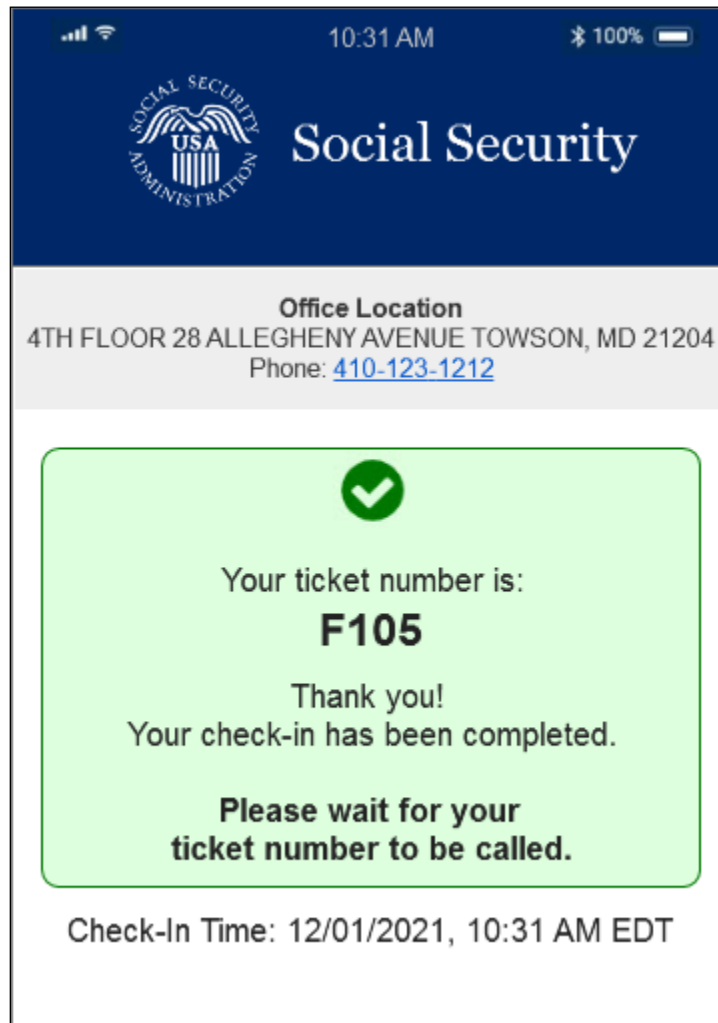 10:31 AM
100%
SOCIAL SECURITY ADMINISTRATION
USA
Social Security
Office Location
4TH FLOOR 28 ALLEGHENY AVENUE TOWSON, MD 21204
Phone: 410-123-1212
Your ticket number is:
F105
Thank you!
Your check-in has been completed.
Please wait for your
ticket number to be called.
Check-In Time: 12/01/2021, 10:31 AM EDT